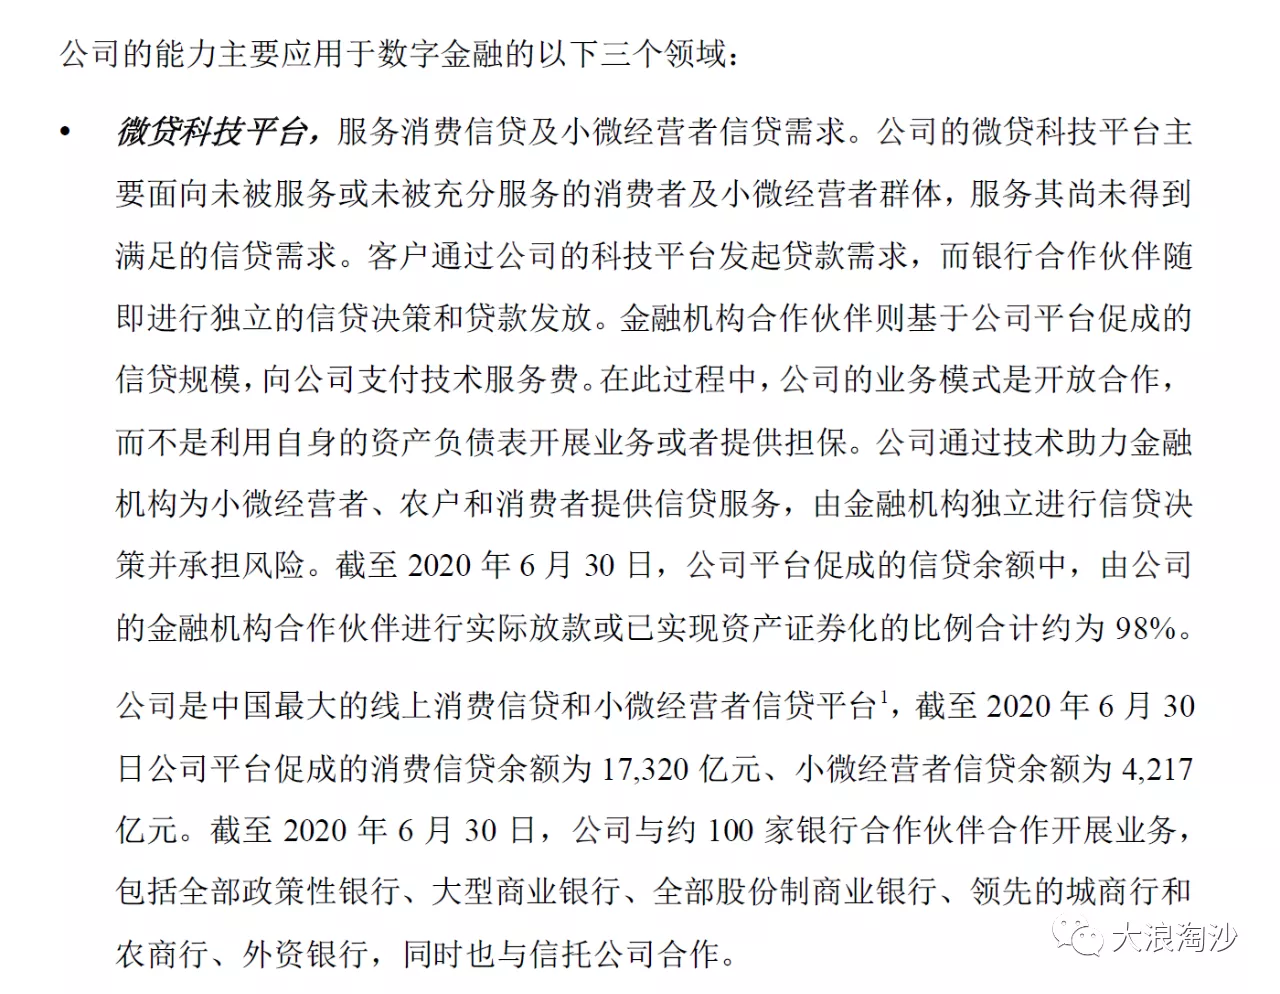 公司的能力主要应用于数字金融的以下三个领域：
• 微贷科技平台，服务消费信贷及小微经营者信贷需求。公司的微贷科技平台主
要面向未被服务或未被充分服务的消费者及小微经营者群体，服务其尚未得到
满足的信贷需求。客户通过公司的科技平台发起贷款需求，而银行合作伙伴随
即进行独立的信贷决策和贷款发放。金融机构合作伙伴则基于公司平台促成的
信贷规模，向公司支付技术服务费。在此过程中，公司的业务模式是开放合作，
而不是利用自身的资产负债表开展业务或者提供担保。公司通过技术助力金融
机构为小微经营者、农户和消费者提供信贷服务，由金融机构独立进行信贷决
策并承担风险。截至 2020 年 6 月 30 日，公司平台促成的信贷余额中，由公司
的金融机构合作伙伴进行实际放款或已实现资产证券化的比例合计约为 98%。
公司是中国最大的线上消费信贷和小微经营者信贷平台1，截至 2020 年 6 月 30
日公司平台促成的消费信贷余额为 17,320 亿元、小微经营者信贷余额为 4,217
亿元。截至 2020 年 6 月 30 日，公司与约 100 家银行合作伙伴合作开展业务，
包括全部政策性银行、大型商业银行、全部股份制商业银行、领先的城商行和
农商行、外资银行，同时也与信托公司合作。
大浪淘沙